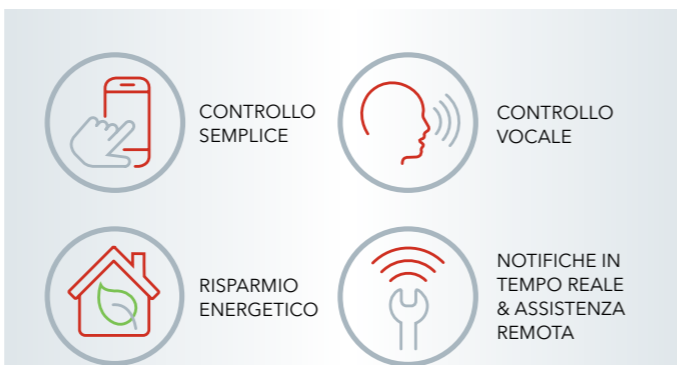 CONTROLLO
SEMPLICE
CONTROLLO
VOCALE
RISPARMIO
ENERGETICO
NOTIFICHE IN
TEMPO REALE
& ASSISTENZA
REMOTA